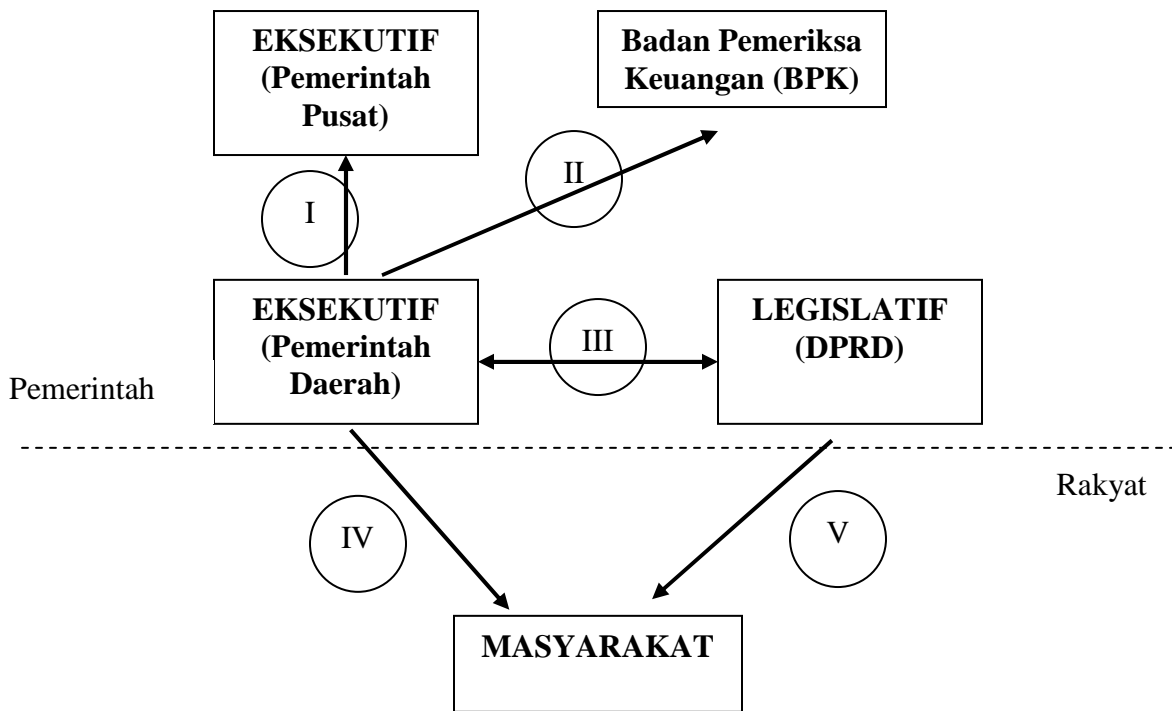 EKSEKUTIF
(Pemerintah
Pusat)
Badan Pemeriksa
Keuangan (BPK)
I
II
EKSEKUTIF
(Pemerintah
Daerah)
III
LEGISLATIF
(DPRD)
Pemerintah
Rakyat
IV
V
MASYARAKAT